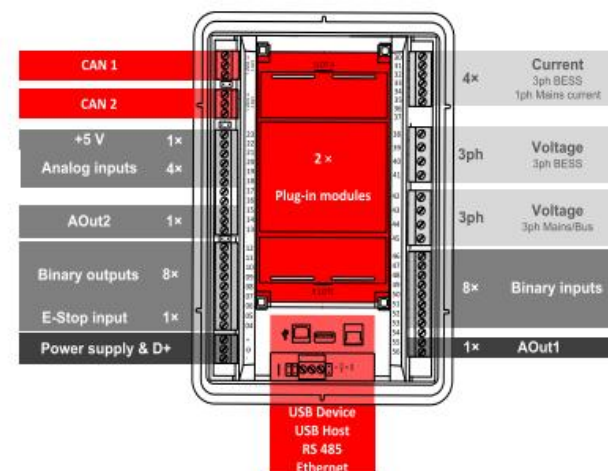 CAN 1
CAN 2
+5 V 1×
Analog inputs 4×
AOut2 1×
Binary outputs 8×
E-Stop input 1×
Power supply & D+
2 ×
Plug-in modules
4× Current
3ph BESS
1ph Mains current
3ph Voltage
3ph BESS
3ph Voltage
3ph Mains/Bus
8× Binary inputs
1× AOut1
USB Device
USB Host
RS 485
Ethernet